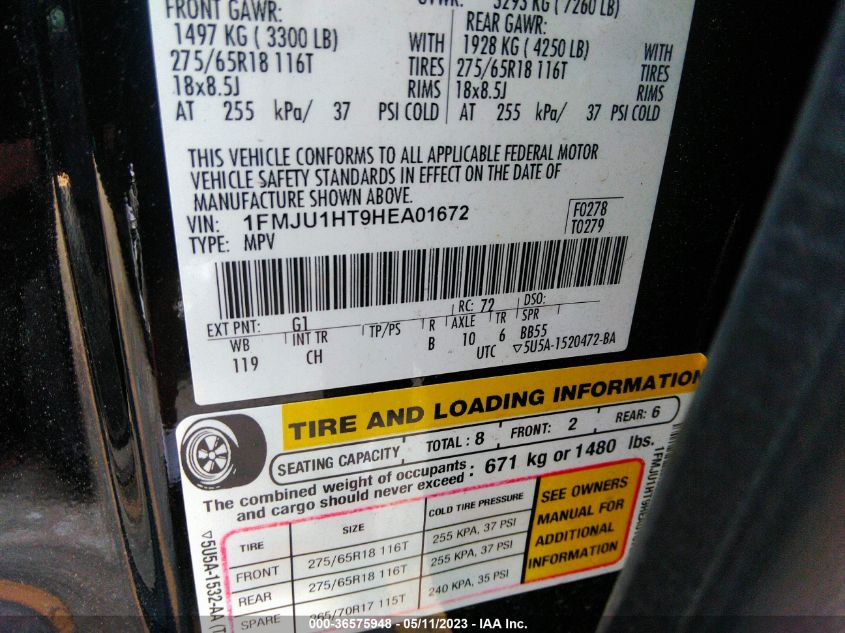 FRONT GAWR:
1497 KG ( 3300 LB) WITH
275/65R18 116T TIRES
18x8.5J RIMS
AT 255 kPa/ 37 PSI COLD
3293 KG ( 7260 LB)
REAR GAWR:
1928 KG ( 4250 LB) WITH
275/65R18 116T TIRES
18x8.5J RIMS
AT 255 kPa/ 37 PSI COLD
THIS VEHICLE CONFORMS TO ALL APPLICABLE FEDERAL MOTOR
VEHICLE SAFETY STANDARDS IN EFFECT ON THE DATE OF
MANUFACTURE SHOWN ABOVE.
VIN: 1FMJU1HT9HEA01672
TYPE: MPV
F0278
T0279
EXT PNT: G1 RC: 72 DSO:
WB INT TR TP/PS R AXLE TR SPR
119 CH B 10 6 BB55
UTC ▽5U5A-1520472-BA
TIRE AND LOADING INFORMATION
SEATING CAPACITY TOTAL : 8 FRONT: 2 REAR: 6
The combined weight of occupants
and cargo should never exceed : 671 kg or 1480 lbs.
TIRE SIZE COLD TIRE PRESSURE
FRONT 275/65R18 116T 255 KPA, 37 PSI
REAR 275/65R18 116T 255 KPA, 37 PSI
SPARE 265/70R17 115T 240 KPA, 35 PSI
SEE OWNERS
MANUAL FOR
ADDITIONAL
INFORMATION
▽5U5A-1532-AA
000-36575948 - 05/11/2023 - IAA Inc.